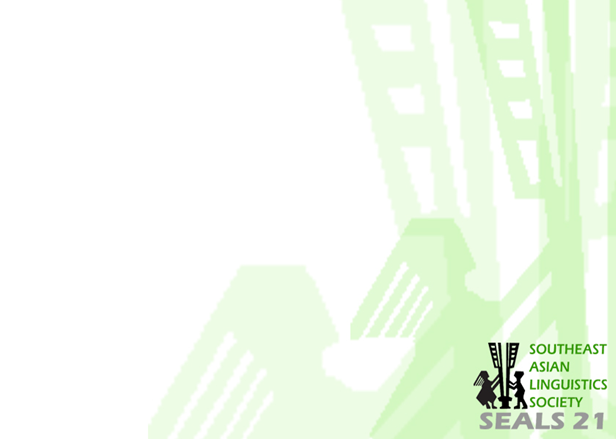 SOUTHEAST
ASIAN
LINGUISTICS
SOCIETY
SEALS 21